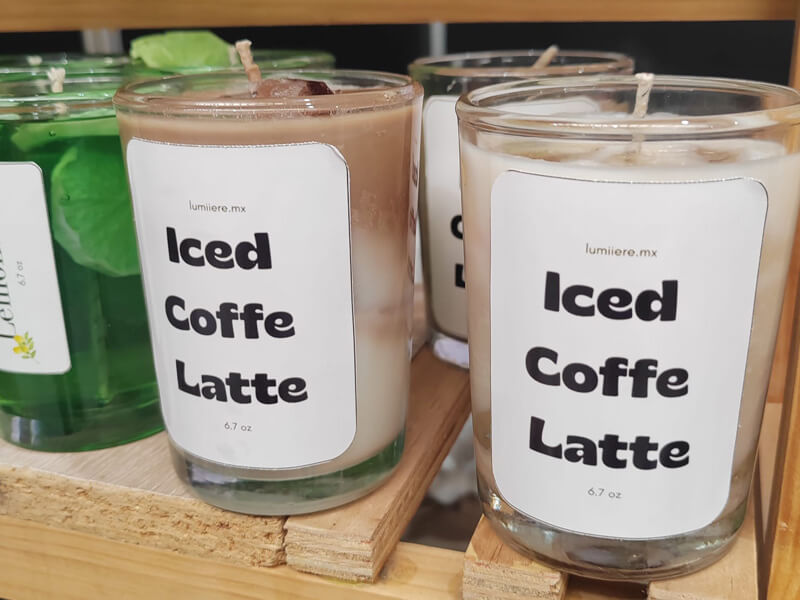 lumiiere.mx
Iced
Coffe
Latte
6,7 oz
lumiiere.mx
Iced
Coffe
Latte
6,7 oz
6,7 oz